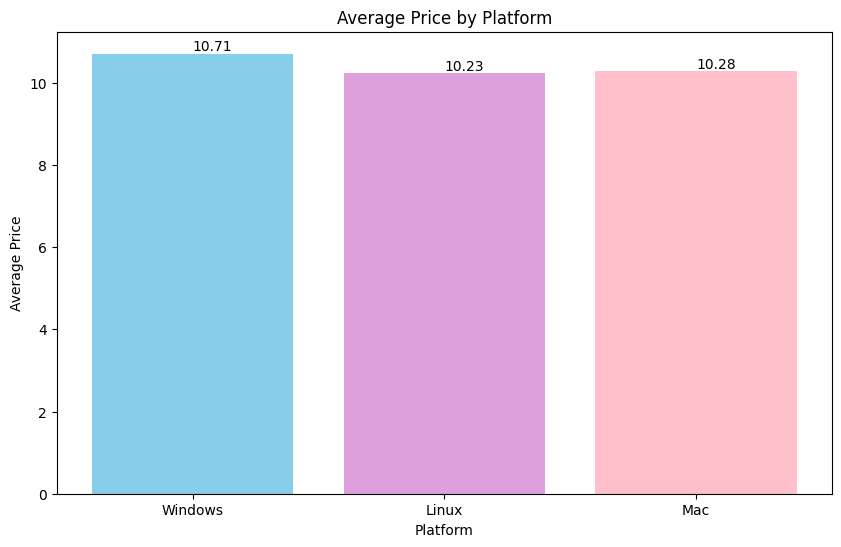 Average Price by Platform
10.71
10.23
10.28
10
8
6
4
2
0
Average Price
Windows
Linux
Mac
Platform